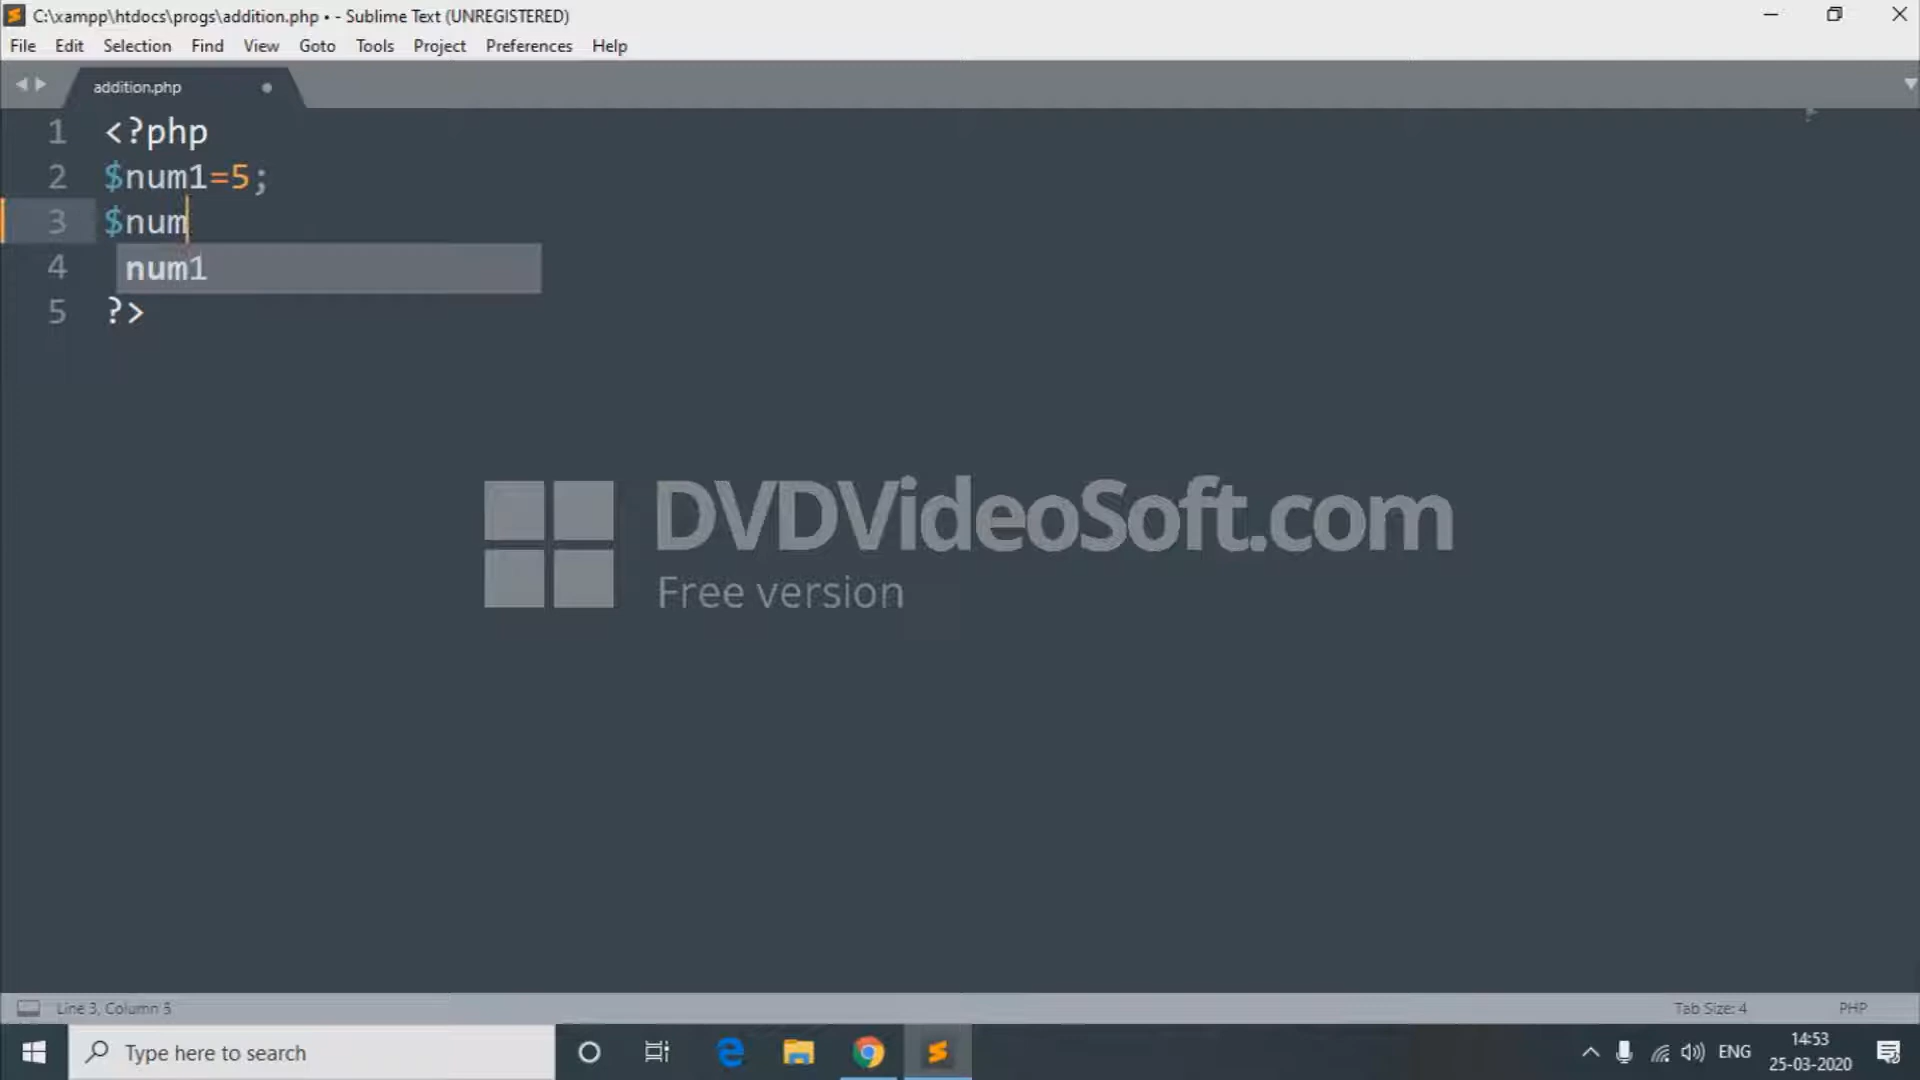 C:\xampp\htdocs\progs\addition.php • - Sublime Text (UNREGISTERED)
File Edit Selection Find View Goto Tools Project Preferences Help
addition.php
1 <?php
2 $num1=5;
3 $num
4 num1
5 ?>
DVDVideoSoft.com
Free version
Line 3, Column 5 Tab Size: 4 PHP
Type here to search ENG 14:53
25-03-2020